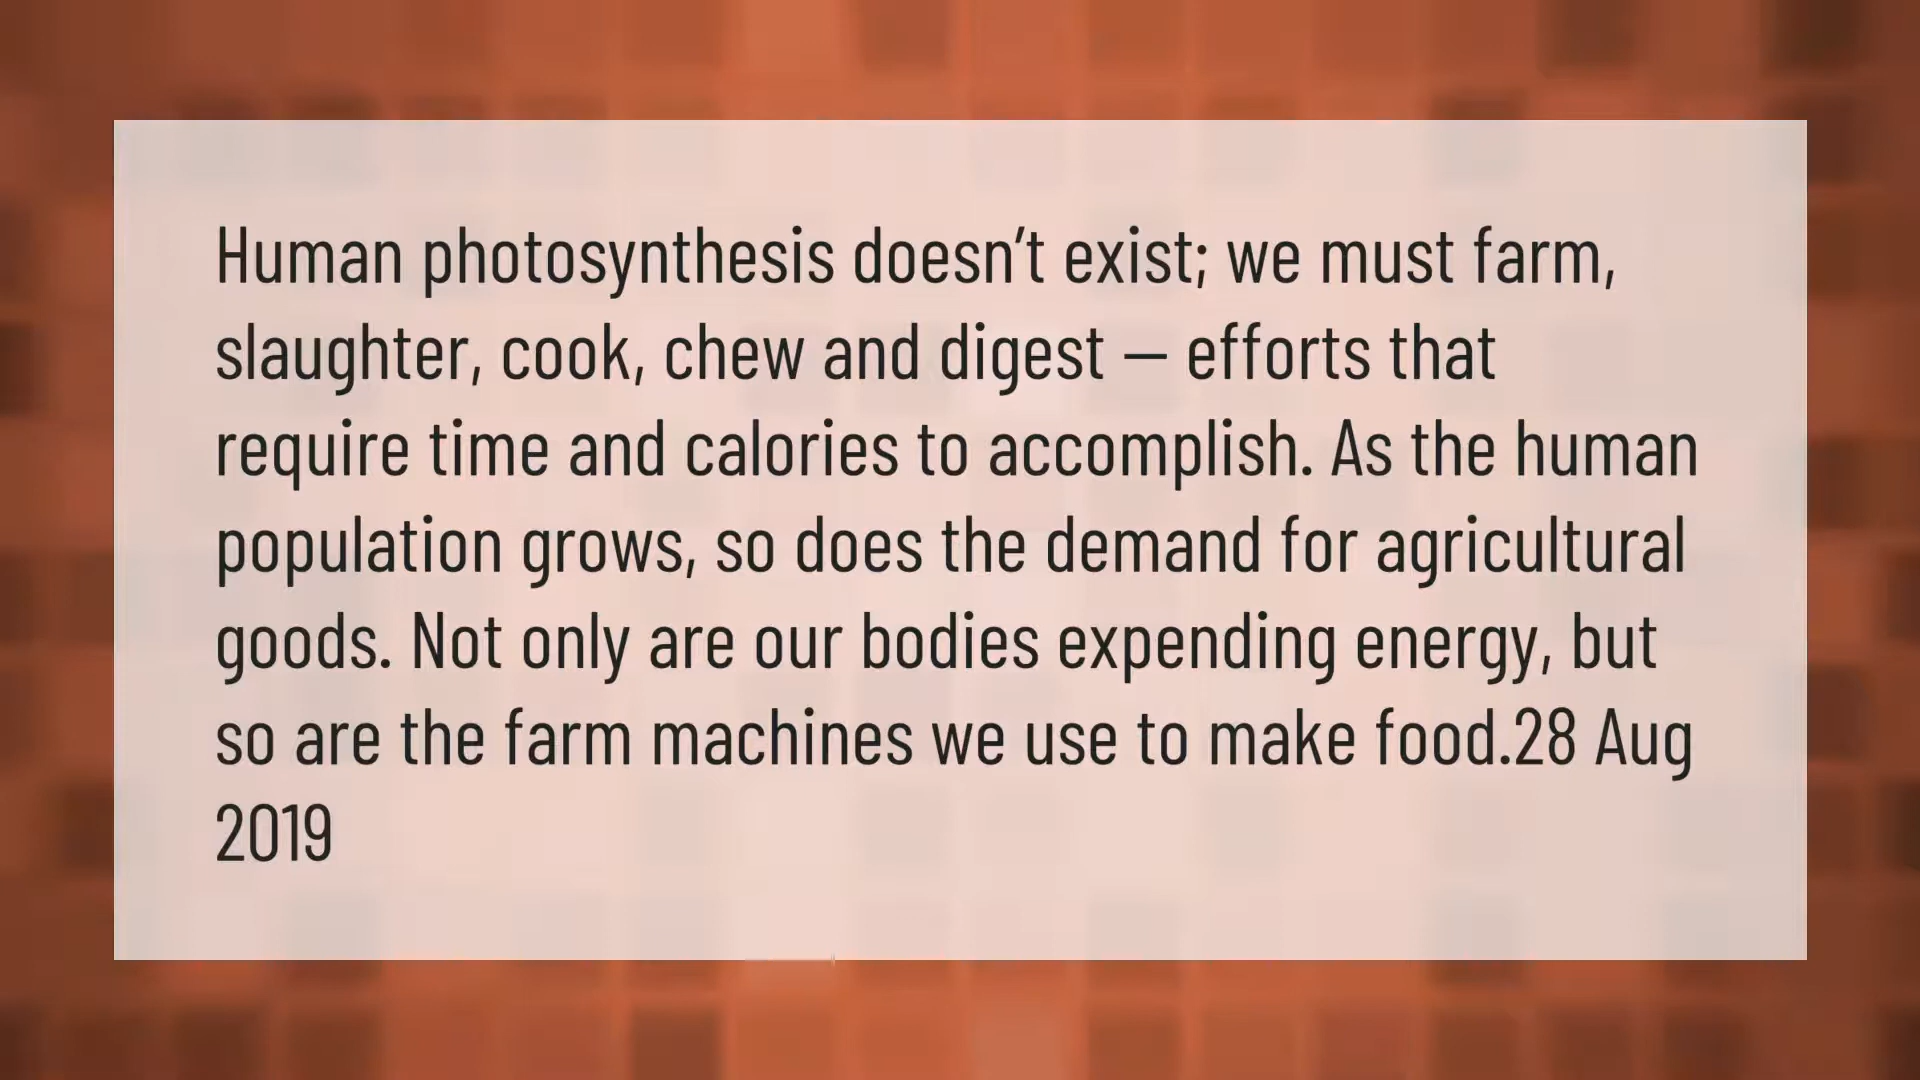 Human photosynthesis doesn’t exist; we must farm,
slaughter, cook, chew and digest — efforts that
require time and calories to accomplish. As the human
population grows, so does the demand for agricultural
goods. Not only are our bodies expending energy, but
so are the farm machines we use to make food.28 Aug
2019